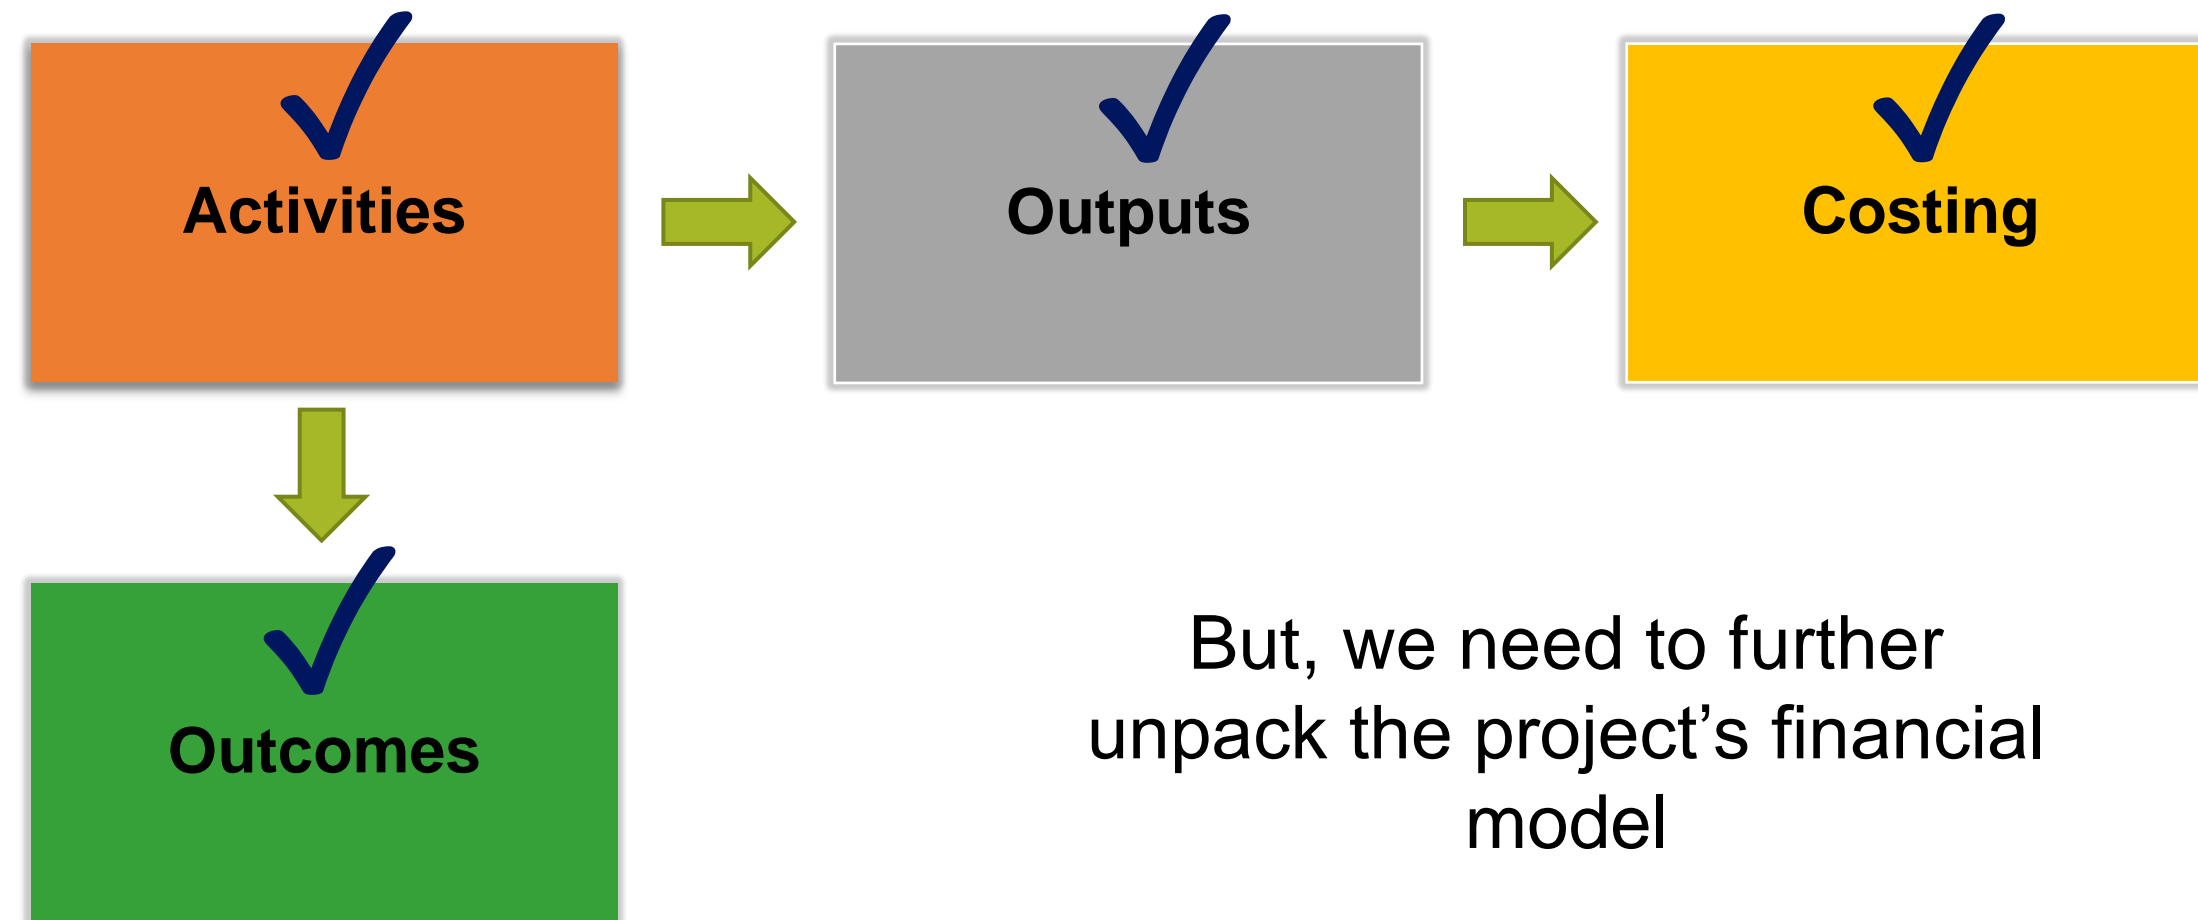 Activities
Outputs
Costing
Outcomes
But, we need to further
unpack the project’s financial
model